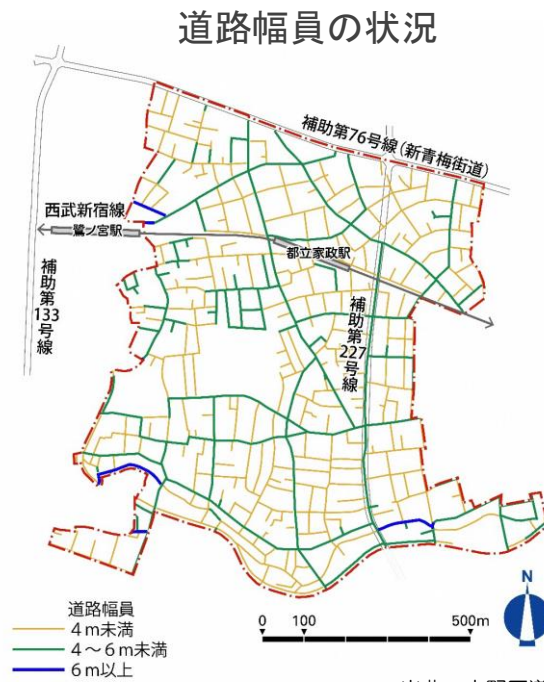 道路幅員の状況
補助第76号線(新青梅街道)
西武新宿線
鷺ノ宮駅
都立家政駅
補助第133号線
補助第227号線
道路幅員
4m未満
4～6m未満
6m以上
0 100 500m
N